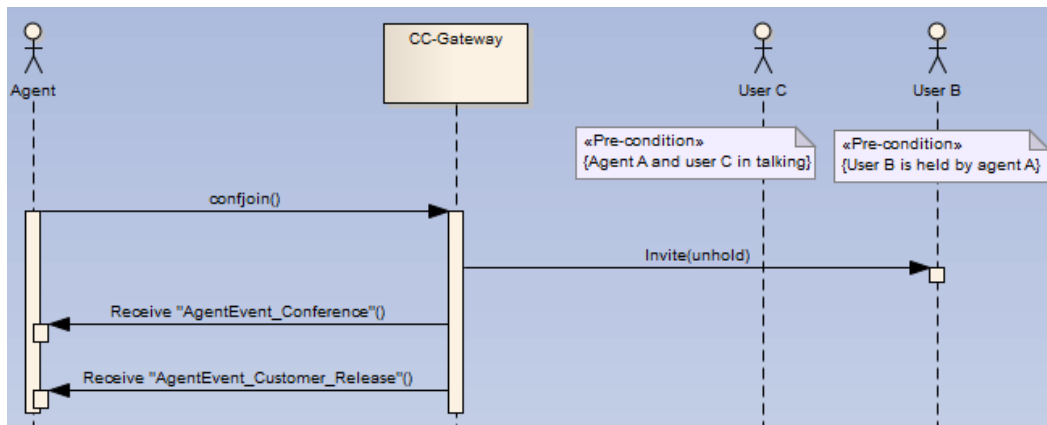 Agent
CC-Gateway
User C
User B
«Pre-condition»
{Agent A and user C in talking}
«Pre-condition»
{User B is held by agent A}
confjoin()
Invite(unhold)
Receive "AgentEvent_Conference"()
Receive "AgentEvent_Customer_Release"()